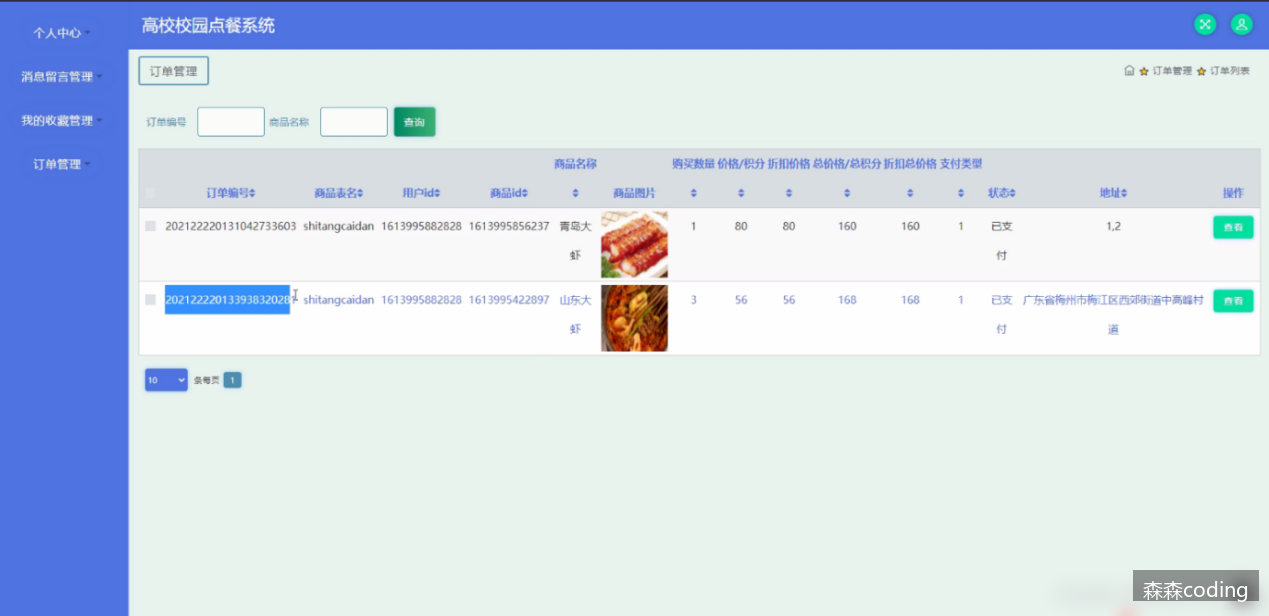 个人中心
高校校园点餐系统
消息留言管理
我的收藏管理
订单管理
订单管理
订单管理 订单列表
订单编号 商品名称 查询
订单编号 商品表名 用户id 商品id 商品名称 商品图片 购买数量 价格/积分 折扣价格 总价格/总积分 折扣总价格 支付类型 状态 地址 操作
202122220131042733603 shitangcaidan 1613995882828 1613995856237 青岛大虾 1 80 80 160 160 1 已支付 1,2 查看
shitangcaidan 1613995882828 1613995422897 山东大虾 3 56 56 168 168 1 已支付 广东省梅州市梅江区西郊街道中高峰村道 查看
10 条每页 1
森森coding